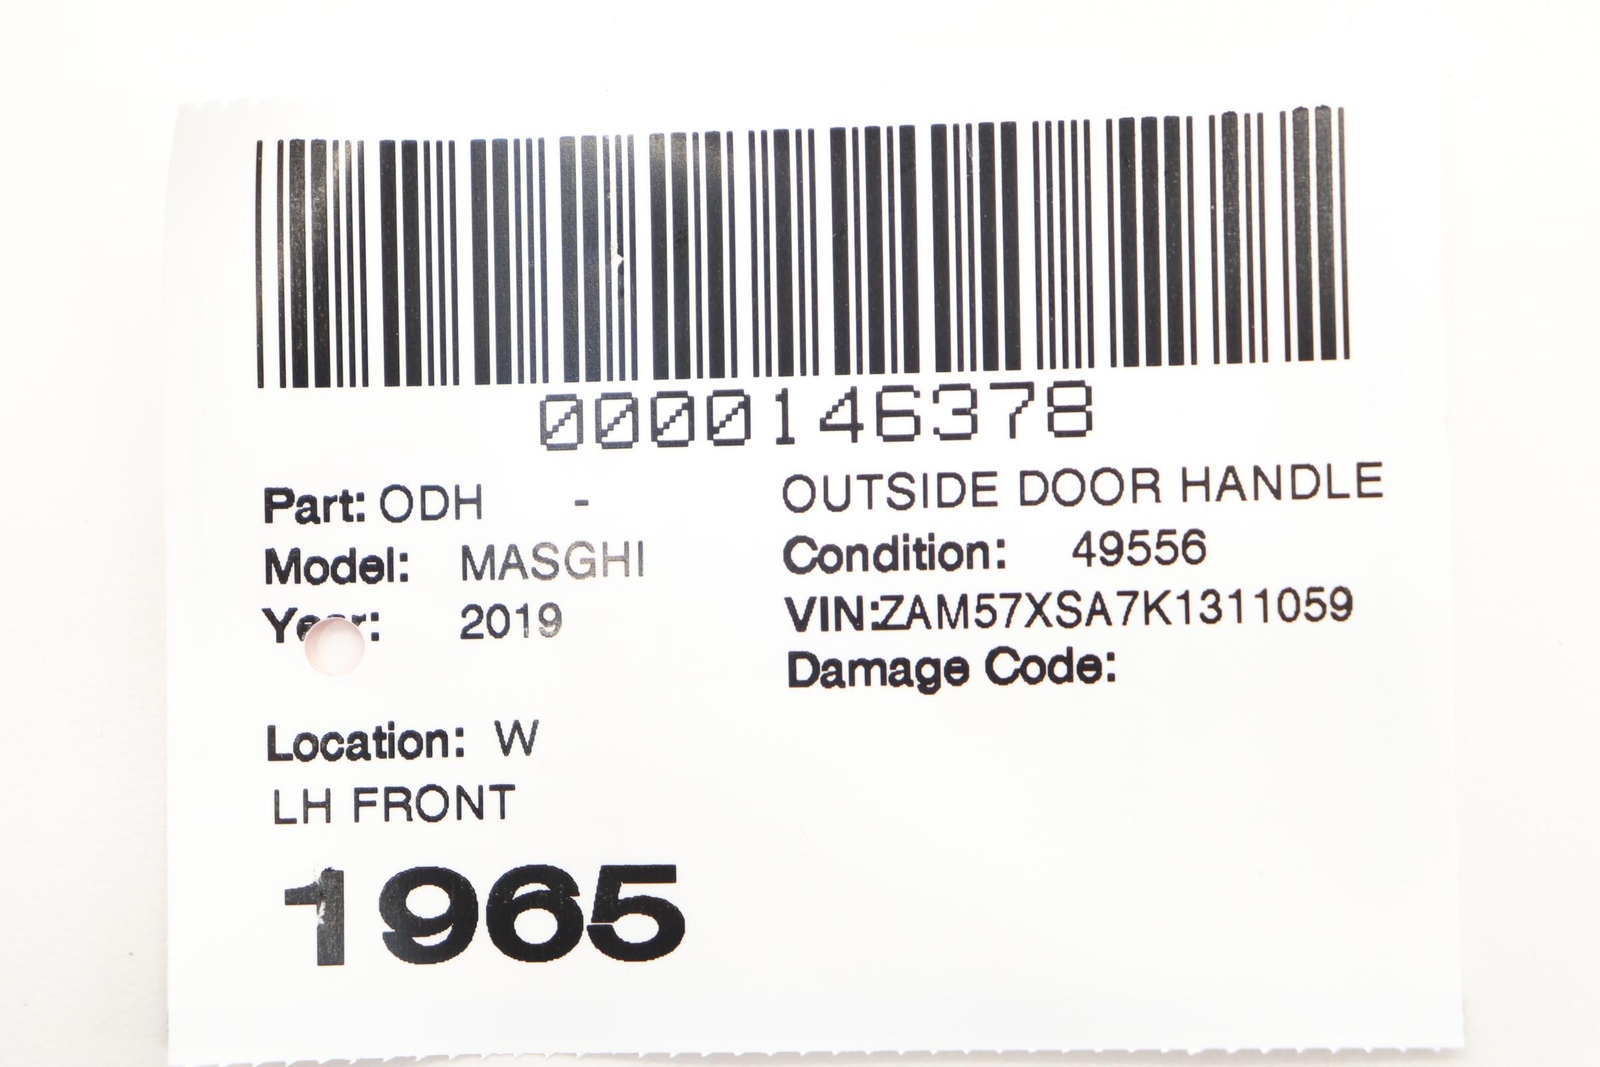 0000146378
Part: ODH - OUTSIDE DOOR HANDLE
Model: MASGHI Condition: 49556
Year: 2019 VIN:ZAM57XSA7K1311059
Damage Code:
Location: W
LH FRONT
1965